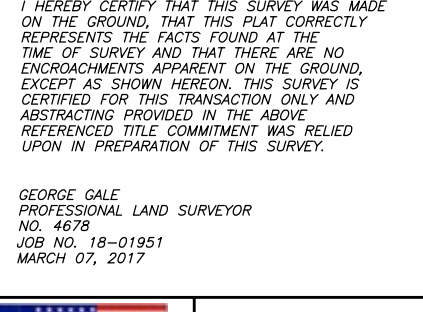 I HEREBY CERTIFY THAT THIS SURVEY WAS MADE
ON THE GROUND, THAT THIS PLAT CORRECTLY
REPRESENTS THE FACTS FOUND AT THE
TIME OF SURVEY AND THAT THERE ARE NO
ENCROACHMENTS APPARENT ON THE GROUND,
EXCEPT AS SHOWN HEREON. THIS SURVEY IS
CERTIFIED FOR THIS TRANSACTION ONLY AND
ABSTRACTING PROVIDED IN THE ABOVE
REFERENCED TITLE COMMITMENT WAS RELIED
UPON IN PREPARATION OF THIS SURVEY.
GEORGE GALE
PROFESSIONAL LAND SURVEYOR
NO. 4678
JOB NO. 18-01951
MARCH 07, 2017